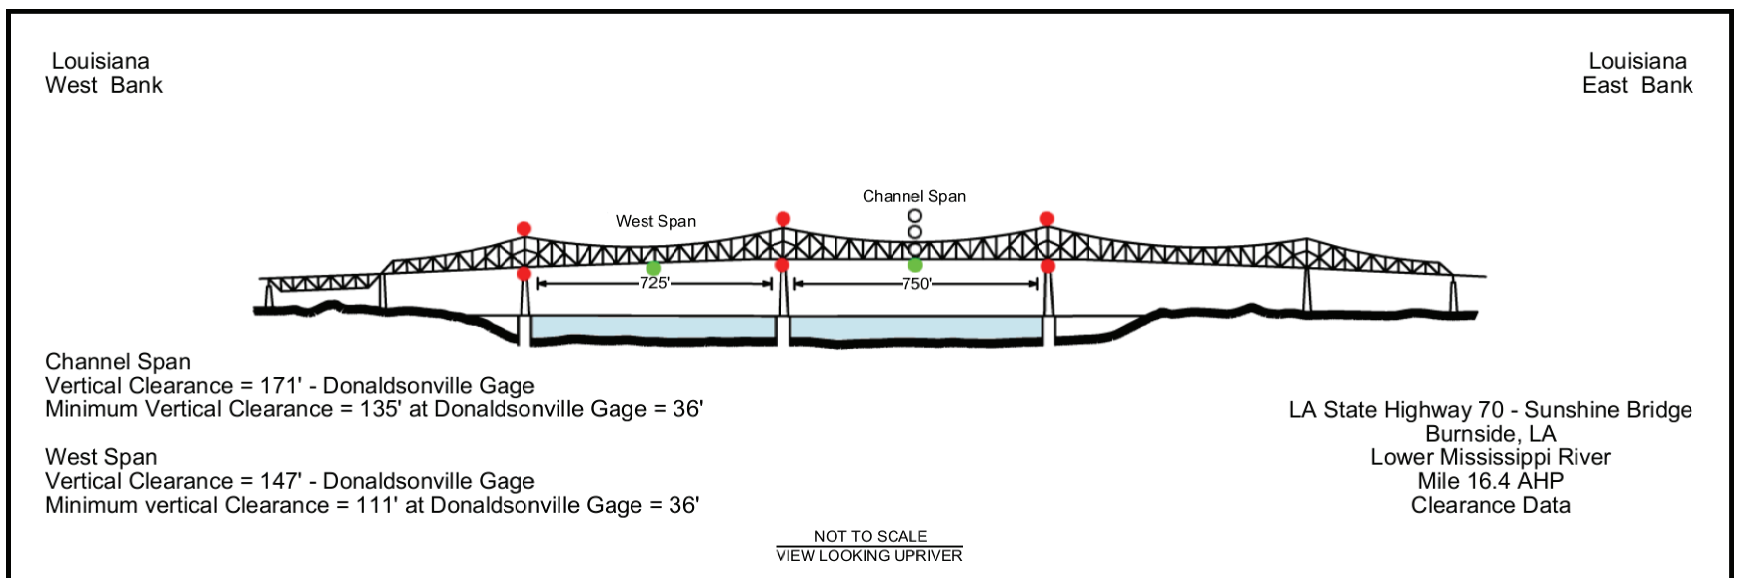 Louisiana
West Bank
Louisiana
East Bank
Channel Span
West Span
725'
750'
Channel Span
Vertical Clearance = 171' - Donaldsonville Gage
Minimum Vertical Clearance = 135' at Donaldsonville Gage = 36'
West Span
Vertical Clearance = 147' - Donaldsonville Gage
Minimum vertical Clearance = 111' at Donaldsonville Gage = 36'
LA State Highway 70 - Sunshine Bridge
Burnside, LA
Lower Mississippi River
Mile 16.4 AHP
Clearance Data
NOT TO SCALE
VIEW LOOKING UPRIVER